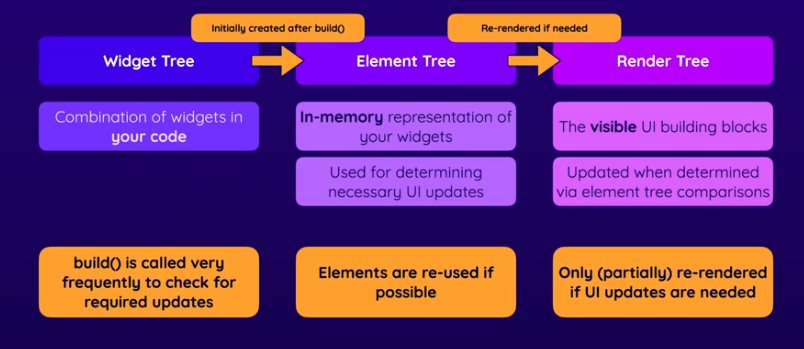 Initially created after build()
Re-rendered if needed
Widget Tree
Element Tree
Render Tree
Combination of widgets in
your code
In-memory representation of
your widgets
The visible UI building blocks
Used for determining
necessary UI updates
Updated when determined
via element tree comparisons
build() is called very
frequently to check for
required updates
Elements are re-used if
possible
Only (partially) re-rendered
if UI updates are needed